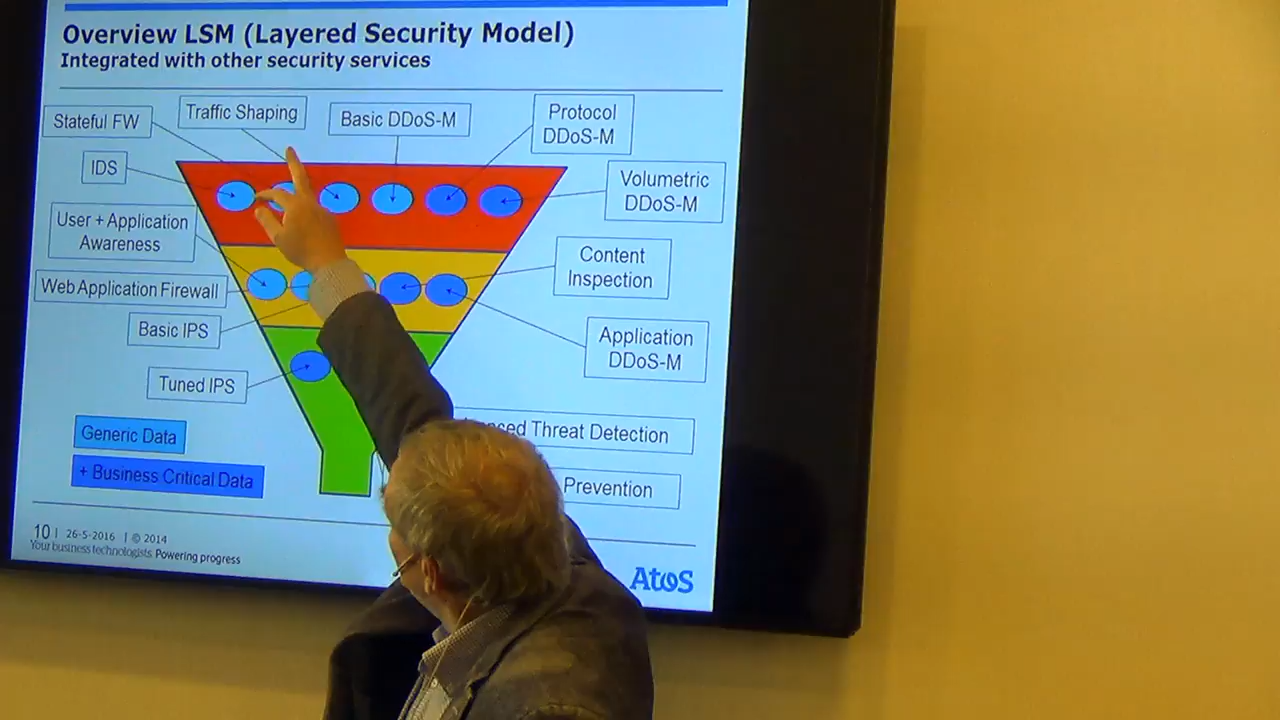 Overview LSM (Layered Security Model)
Integrated with other security services
Stateful FW
Traffic Shaping
Basic DDoS-M
Protocol
DDoS-M
IDS
Volumetric
DDoS-M
User + Application
Awareness
Content
Inspection
Web Application Firewall
Basic IPS
Application
DDoS-M
Tuned IPS
Generic Data
Threat Detection
+ Business Critical Data
Prevention
10 | 26-5-2016 | © 2014
Your business technologists. Powering progress
AtoS